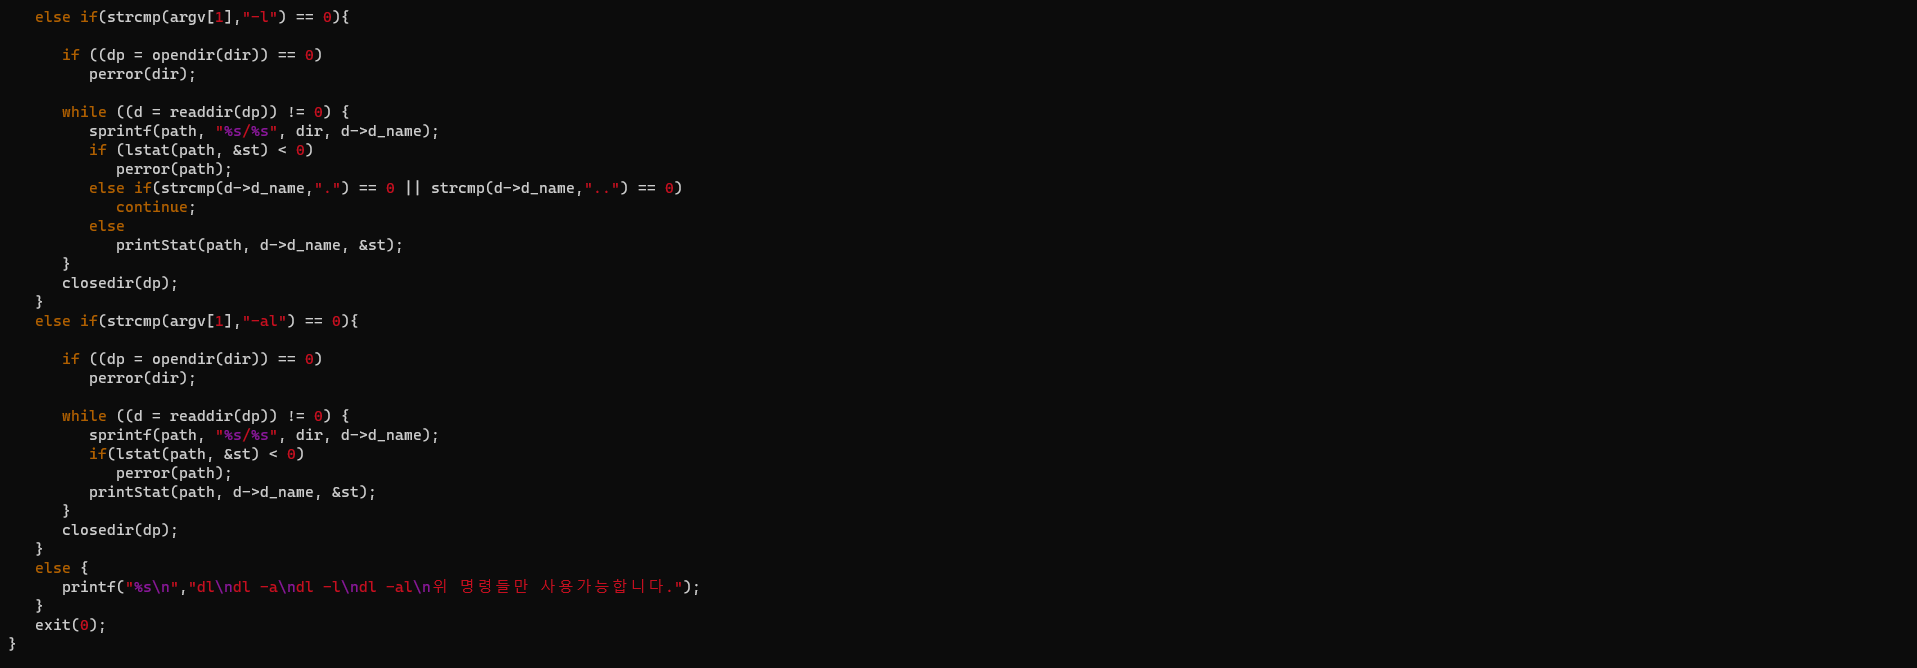 else if(strcmp(argv[1],"-l") == 0){
if ((dp = opendir(dir)) == 0)
perror(dir);
while ((d = readdir(dp)) != 0) {
sprintf(path, "%s/%s", dir, d->d_name);
if (lstat(path, &st) < 0)
perror(path);
else if(strcmp(d->d_name,".") == 0 || strcmp(d->d_name,"..") == 0)
continue;
else
printStat(path, d->d_name, &st);
}
closedir(dp);
}
else if(strcmp(argv[1],"-al") == 0){
if ((dp = opendir(dir)) == 0)
perror(dir);
while ((d = readdir(dp)) != 0) {
sprintf(path, "%s/%s", dir, d->d_name);
if(lstat(path, &st) < 0)
perror(path);
printStat(path, d->d_name, &st);
}
closedir(dp);
}
else {
printf("%s\n","dl\ndl -a\ndl -l\ndl -al\n위 명령들만 사용가능합니다.");
}
exit(0);
}